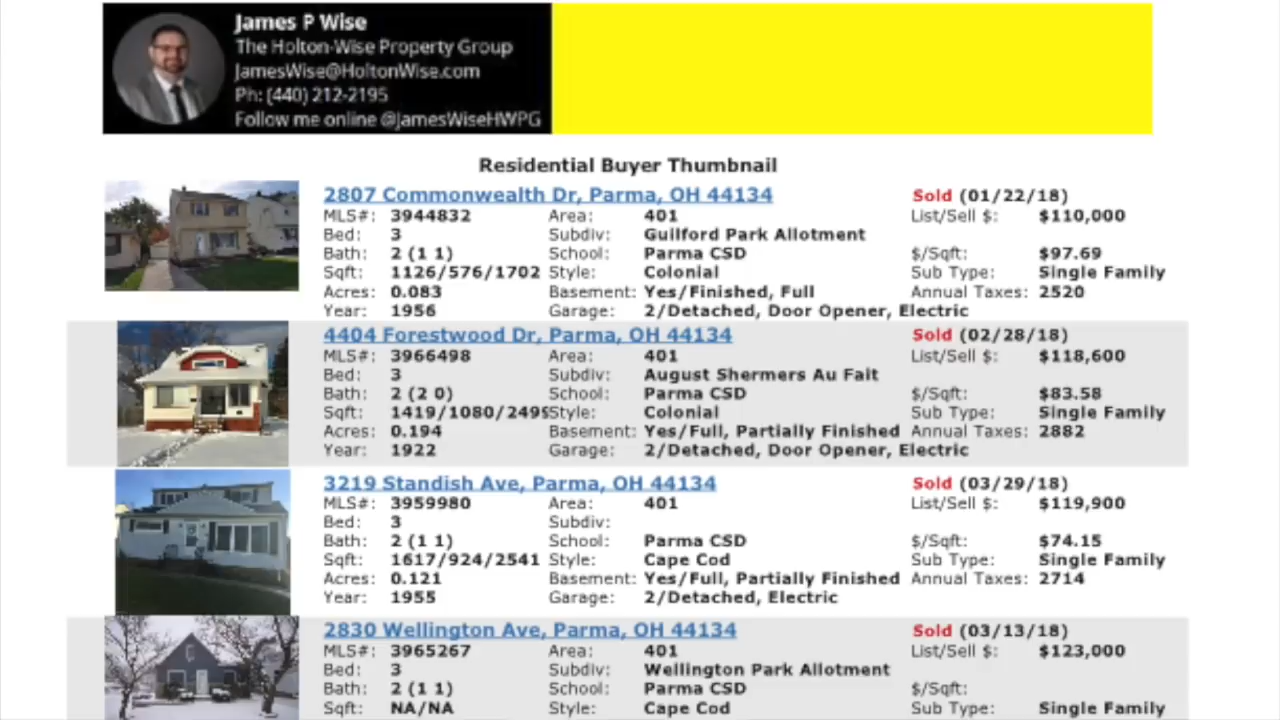 James P Wise
The Holton-Wise Property Group
JamesWise@HoltonWise.com
Ph: (440) 212-2195
Follow me online @JamesWiseHWPG
Residential Buyer Thumbnail
2807 Commonwealth Dr, Parma, OH 44134 Sold (01/22/18)
MLS#: 3944832 Area: 401 List/Sell $: $110,000
Bed: 3 Subdiv: Guilford Park Allotment
Bath: 2 (1 1) School: Parma CSD $/Sqft: $97.69
Sqft: 1126/576/1702 Style: Colonial Sub Type: Single Family
Acres: 0.083 Basement: Yes/Finished, Full Annual Taxes: 2520
Year: 1956 Garage: 2/Detached, Door Opener, Electric
4404 Forestwood Dr, Parma, OH 44134 Sold (02/28/18)
MLS#: 3966498 Area: 401 List/Sell $: $118,600
Bed: 3 Subdiv: August Shermers Au Fait
Bath: 2 (2 0) School: Parma CSD $/Sqft: $83.58
Sqft: 1419/1080/2499 Style: Colonial Sub Type: Single Family
Acres: 0.194 Basement: Yes/Full, Partially Finished Annual Taxes: 2882
Year: 1922 Garage: 2/Detached, Door Opener, Electric
3219 Standish Ave, Parma, OH 44134 Sold (03/29/18)
MLS#: 3959980 Area: 401 List/Sell $: $119,900
Bed: 3 Subdiv:
Bath: 2 (1 1) School: Parma CSD $/Sqft: $74.15
Sqft: 1617/924/2541 Style: Cape Cod Sub Type: Single Family
Acres: 0.121 Basement: Yes/Full, Partially Finished Annual Taxes: 2714
Year: 1955 Garage: 2/Detached, Electric
2830 Wellington Ave, Parma, OH 44134 Sold (03/13/18)
MLS#: 3965267 Area: 401 List/Sell $: $123,000
Bed: 3 Subdiv: Wellington Park Allotment
Bath: 2 (1 1) School: Parma CSD $/Sqft:
Sqft: NA/NA Style: Cape Cod Sub Type: Single Family